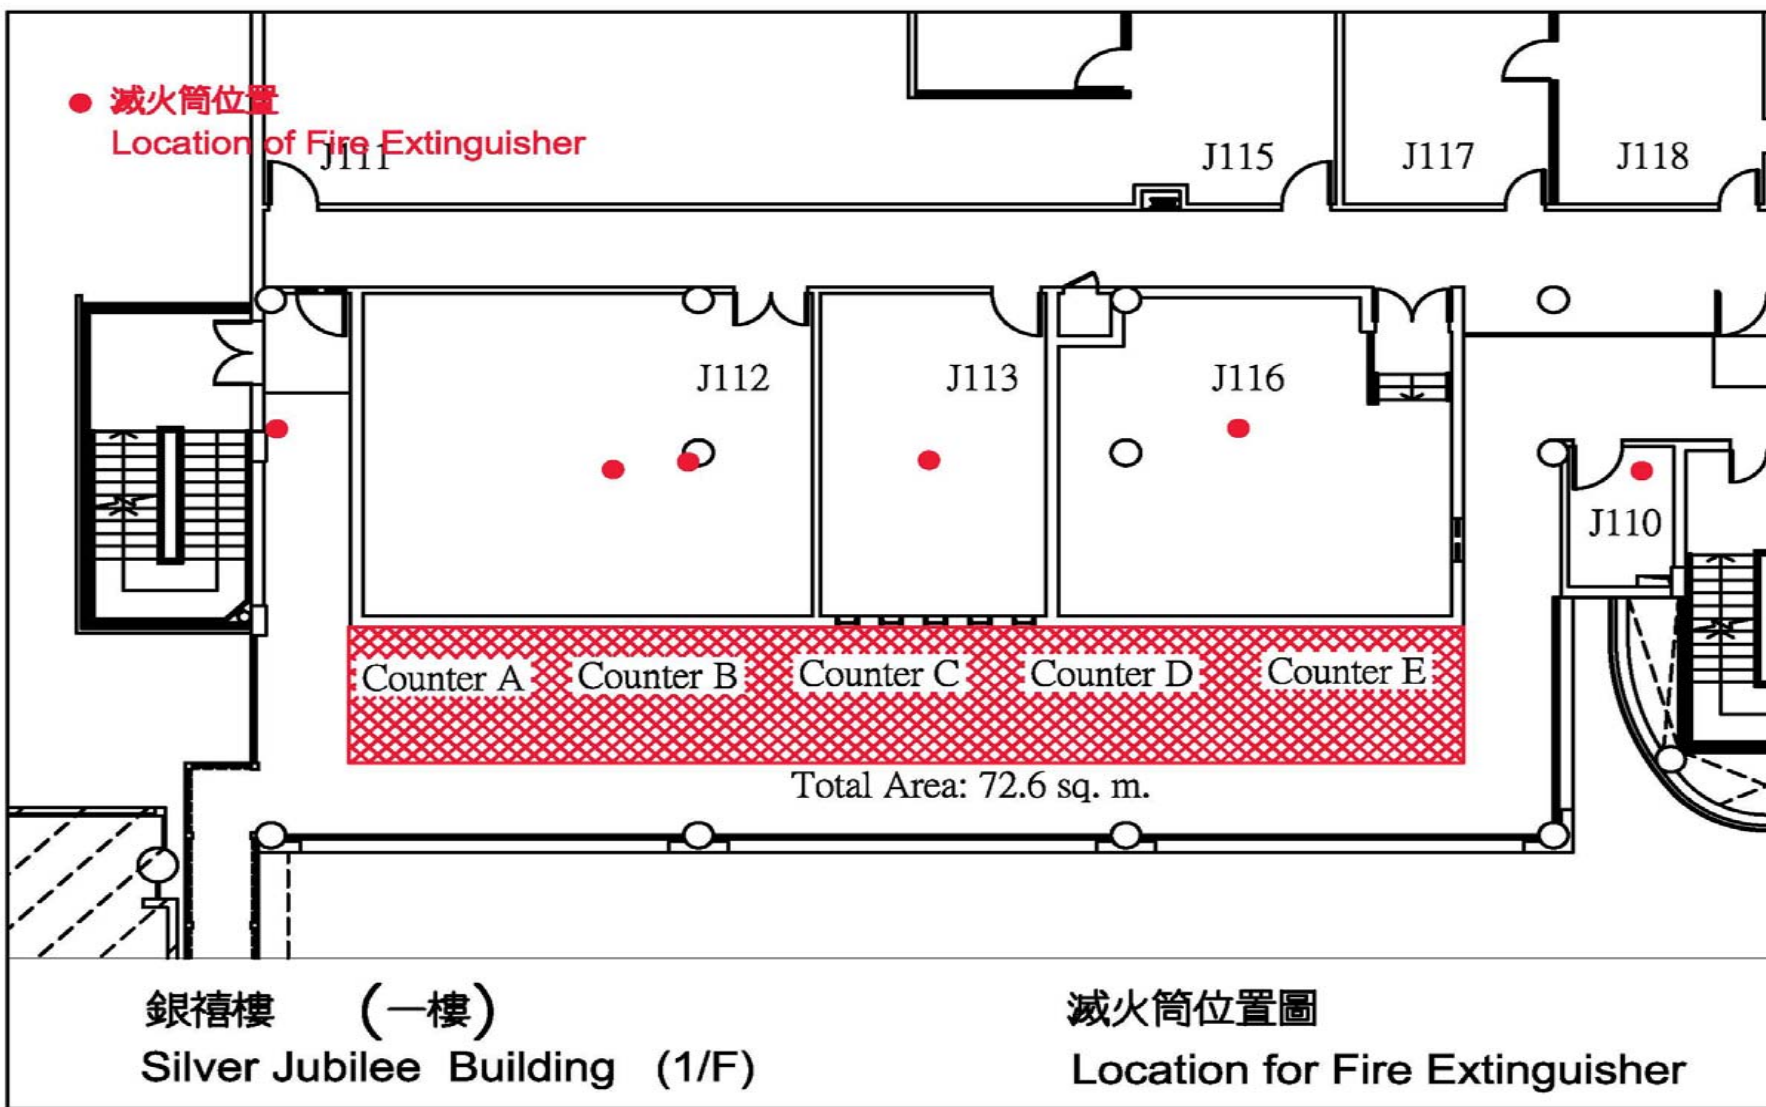 滅火筒位置
Location of Fire Extinguisher
J111
J115
J117
J118
J112
J113
J116
J110
Counter A
Counter B
Counter C
Counter D
Counter E
Total Area: 72.6 sq. m.
銀禧樓 (一樓)
Silver Jubilee Building (1/F)
滅火筒位置圖
Location for Fire Extinguisher